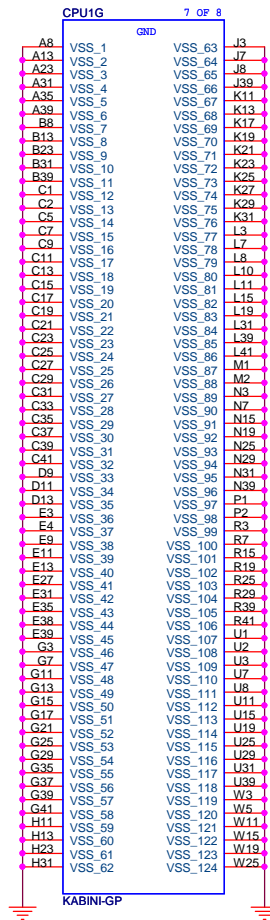 CPU1G 7 OF 8
GND
A8 VSS_1 VSS_63 J3
A13 VSS_2 VSS_64 J7
A23 VSS_3 VSS_65 J8
A31 VSS_4 VSS_66 J39
A35 VSS_5 VSS_67 K11
A39 VSS_6 VSS_68 K13
B8 VSS_7 VSS_69 K17
B13 VSS_8 VSS_70 K19
B23 VSS_9 VSS_71 K21
B31 VSS_10 VSS_72 K23
B39 VSS_11 VSS_73 K25
C1 VSS_12 VSS_74 K27
C2 VSS_13 VSS_75 K29
C5 VSS_14 VSS_76 K31
C7 VSS_15 VSS_77 L3
C9 VSS_16 VSS_78 L7
C11 VSS_17 VSS_79 L8
C13 VSS_18 VSS_80 L10
C15 VSS_19 VSS_81 L11
C17 VSS_20 VSS_82 L15
C19 VSS_21 VSS_83 L19
C21 VSS_22 VSS_84 L31
C23 VSS_23 VSS_85 L39
C25 VSS_24 VSS_86 L41
C27 VSS_25 VSS_87 M1
C29 VSS_26 VSS_88 M2
C31 VSS_27 VSS_89 N3
C33 VSS_28 VSS_90 N7
C35 VSS_29 VSS_91 N15
C37 VSS_30 VSS_92 N19
C39 VSS_31 VSS_93 N25
C41 VSS_32 VSS_94 N29
D9 VSS_33 VSS_95 N31
D11 VSS_34 VSS_96 N39
D13 VSS_35 VSS_97 P1
E3 VSS_36 VSS_98 P2
E4 VSS_37 VSS_99 R3
E9 VSS_38 VSS_100 R7
E11 VSS_39 VSS_101 R15
E13 VSS_40 VSS_102 R19
E27 VSS_41 VSS_103 R25
E31 VSS_42 VSS_104 R29
E35 VSS_43 VSS_105 R39
E38 VSS_44 VSS_106 R41
E39 VSS_45 VSS_107 U1
G3 VSS_46 VSS_108 U2
G7 VSS_47 VSS_109 U3
G11 VSS_48 VSS_110 U7
G13 VSS_49 VSS_111 U8
G15 VSS_50 VSS_112 U11
G17 VSS_51 VSS_113 U15
G21 VSS_52 VSS_114 U19
G25 VSS_53 VSS_115 U25
G29 VSS_54 VSS_116 U29
G35 VSS_55 VSS_117 U31
G37 VSS_56 VSS_118 U39
G39 VSS_57 VSS_119 W3
G41 VSS_58 VSS_120 W5
H11 VSS_59 VSS_121 W11
H13 VSS_60 VSS_122 W15
H23 VSS_61 VSS_123 W19
H31 VSS_62 VSS_124 W25
KABINI-GP